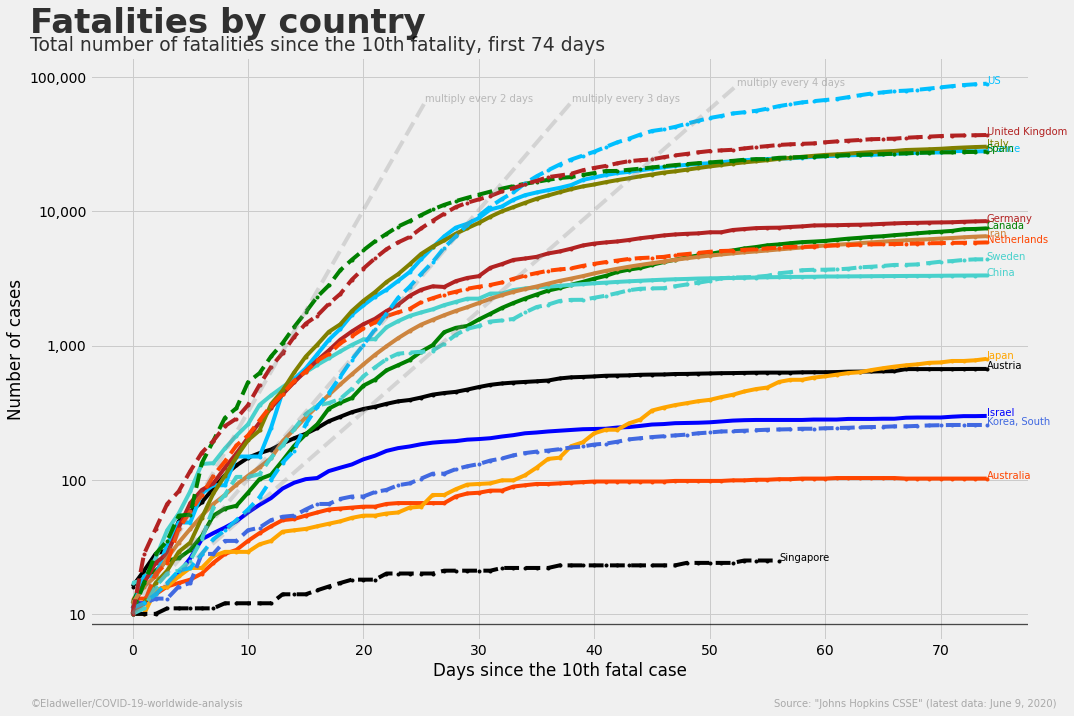 Fatalities by country
Total number of fatalities since the 10th fatality, first 74 days
100,000
10,000
1,000
100
10
Number of cases
multiply every 2 days
multiply every 3 days
multiply every 4 days
US
United Kingdom
Italy
Spain
Germany
Canada
Iran
Netherlands
Sweden
China
Japan
Austria
Israel
Korea, South
Australia
Singapore
0
10
20
30
40
50
60
70
Days since the 10th fatal case
©Eladweller/COVID-19-worldwide-analysis
Source: "Johns Hopkins CSSE" (latest data: June 9, 2020)